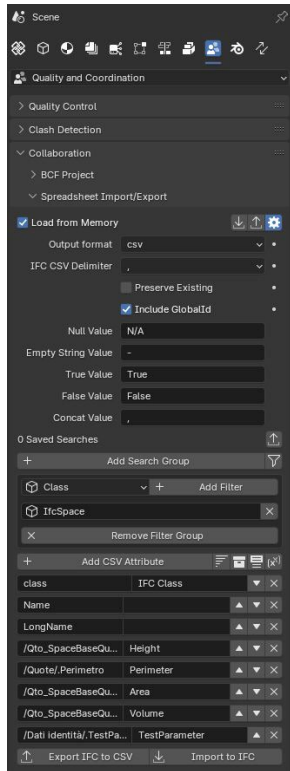 Scene
Quality and Coordination
Quality Control
Clash Detection
Collaboration
BCF Project
Spreadsheet Import/Export
Load from Memory
Output format csv
IFC CSV Delimiter ,
Preserve Existing
Include GlobalId
Null Value N/A
Empty String Value -
True Value True
False Value False
Concat Value ,
0 Saved Searches
+ Add Search Group
Class + Add Filter
IfcSpace
Remove Filter Group
+ Add CSV Attribute
class IFC Class
Name
LongName
/Qto_SpaceBaseQu... Height
/Quote/.Perimetro Perimeter
/Qto_SpaceBaseQu... Area
/Qto_SpaceBaseQu... Volume
/Dati identità/.TestPa... TestParameter
Export IFC to CSV Import to IFC